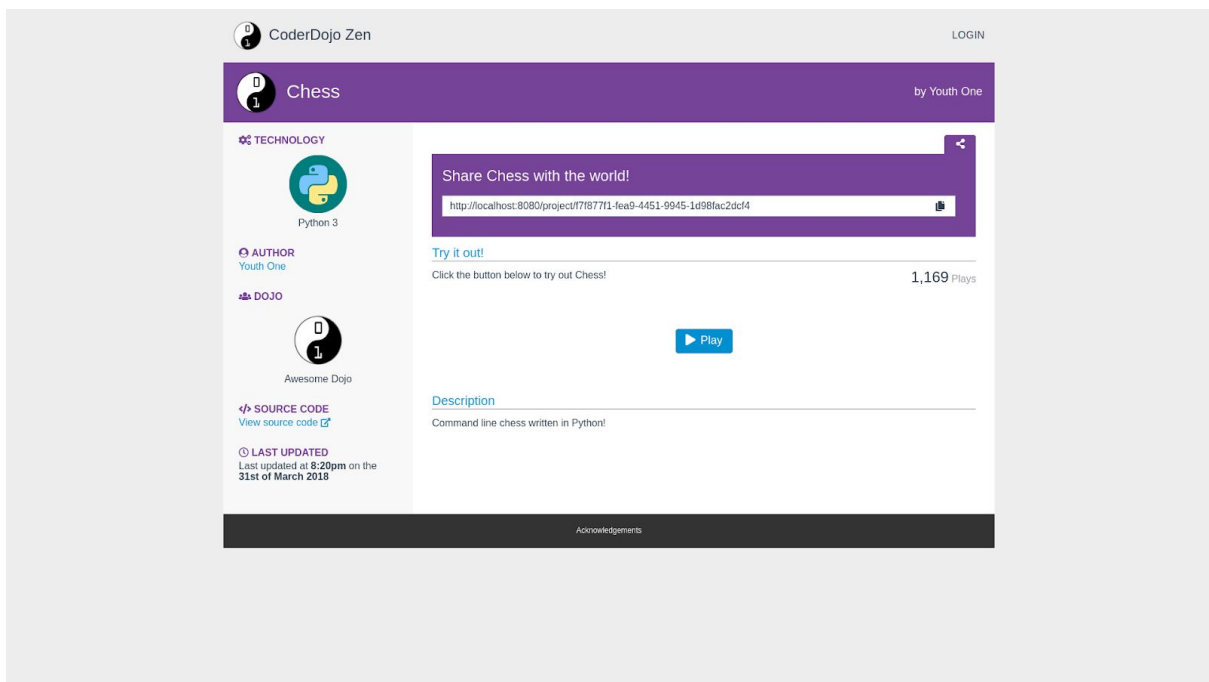 CoderDojo Zen
LOGIN
Chess
by Youth One
TECHNOLOGY
Python 3
AUTHOR
Youth One
DOJO
Awesome Dojo
SOURCE CODE
View source code
LAST UPDATED
Last updated at 8:20pm on the
31st of March 2018
Share Chess with the world!
http://localhost:8080/project/f7f877f1-fea9-4451-9945-1d98fac2dcf4
Try it out!
Click the button below to try out Chess!
1,169 Plays
Play
Description
Command line chess written in Python!
Acknowledgements